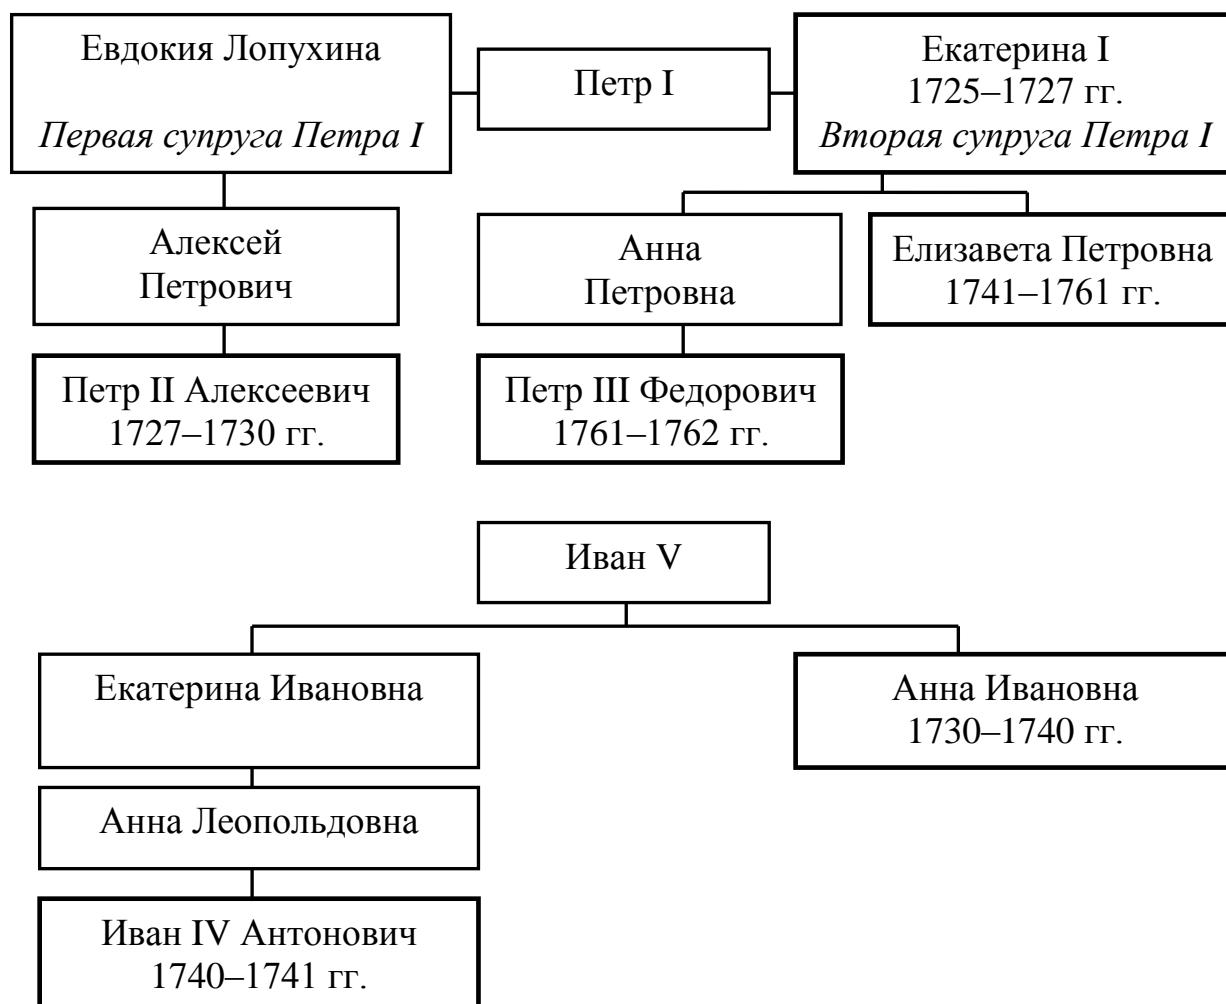 Евдокия Лопухина
Первая супруга Петра I
Петр I
Екатерина I
1725–1727 гг.
Вторая супруга Петра I
Алексей
Петрович
Анна
Петровна
Елизавета Петровна
1741–1761 гг.
Петр II Алексеевич
1727–1730 гг.
Петр III Федорович
1761–1762 гг.
Иван V
Екатерина Ивановна
Анна Ивановна
1730–1740 гг.
Анна Леопольдовна
Иван IV Антонович
1740–1741 гг.